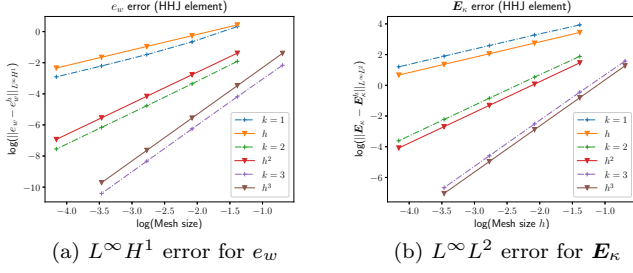 e_w error (HHJ element)
log(||e_w − e_w^h||_{L^∞H^1})
0
−2
−4
−6
−8
−10
k = 1
h
k = 2
h^2
k = 3
h^3
−4.0 −3.5 −3.0 −2.5 −2.0 −1.5 −1.0
log(Mesh size)
(a) L^∞H^1 error for e_w
E_κ error (HHJ element)
log(||E_κ − E_κ^h||_{L^∞L^2})
4
2
0
−2
−4
−6
k = 1
h
k = 2
h^2
k = 3
h^3
−4.0 −3.5 −3.0 −2.5 −2.0 −1.5 −1.0
log(Mesh size h)
(b) L^∞L^2 error for E_κ